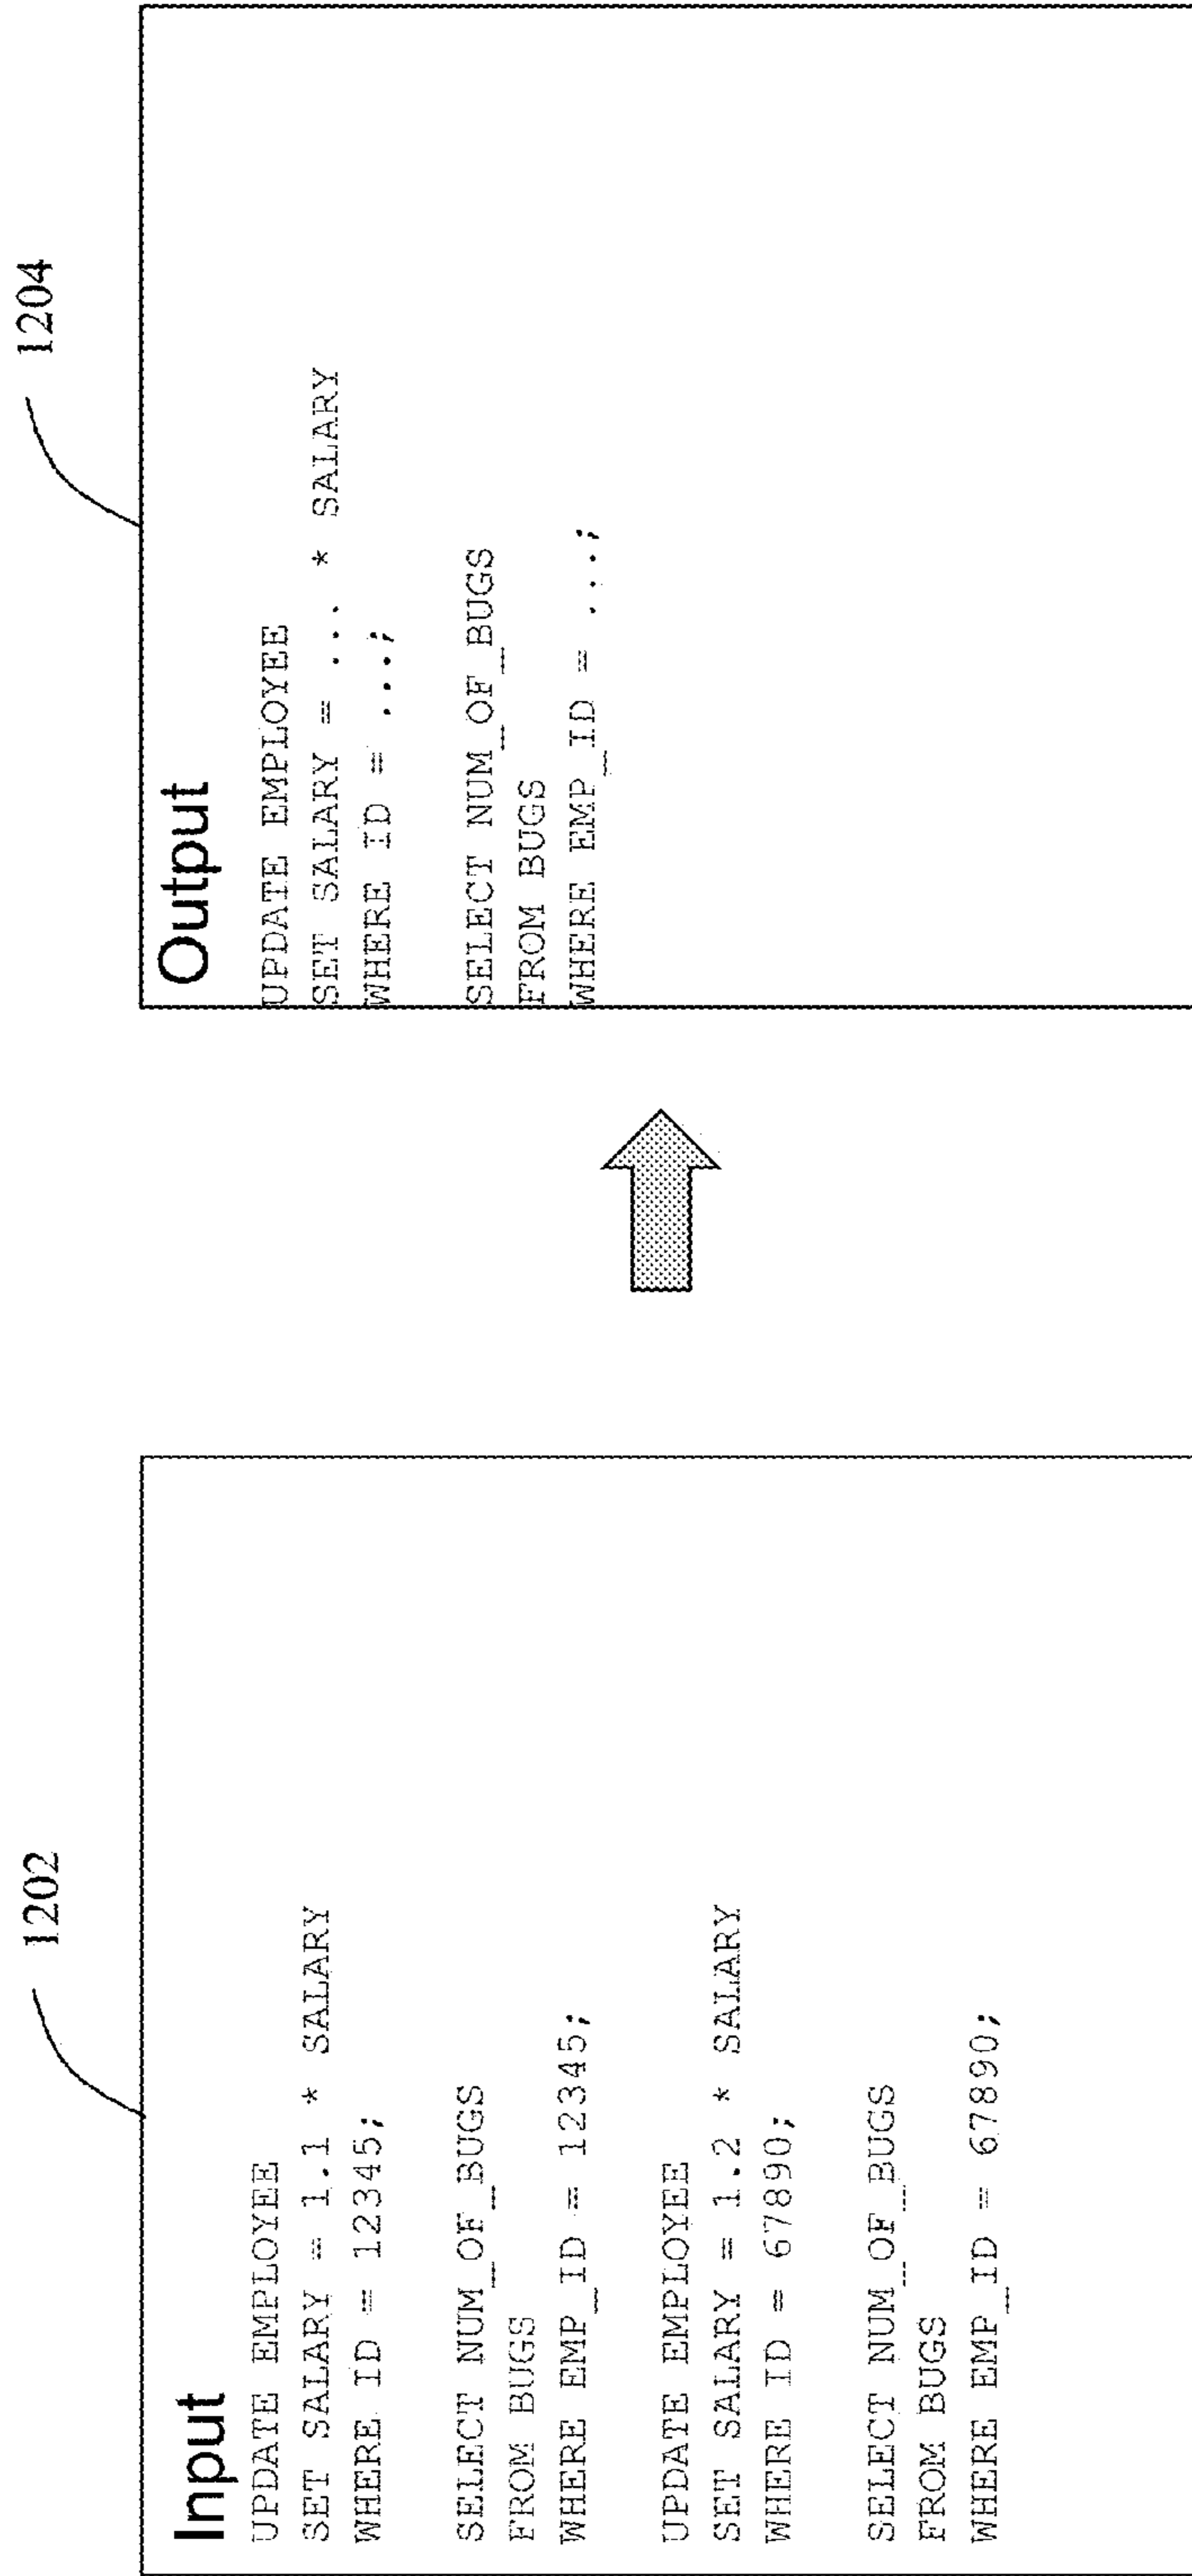 1202
Input
UPDATE EMPLOYEE
SET SALARY = 1.1 * SALARY
WHERE ID = 12345;
SELECT NUM_OF_BUGS
FROM BUGS
WHERE EMP_ID = 12345;
UPDATE EMPLOYEE
SET SALARY = 1.2 * SALARY
WHERE ID = 67890;
SELECT NUM_OF_BUGS
FROM BUGS
WHERE EMP_ID = 67890;
1204
Output
UPDATE EMPLOYEE
SET SALARY = ... * SALARY
WHERE ID = ...;
SELECT NUM_OF_BUGS
FROM BUGS
WHERE EMP_ID = ...;